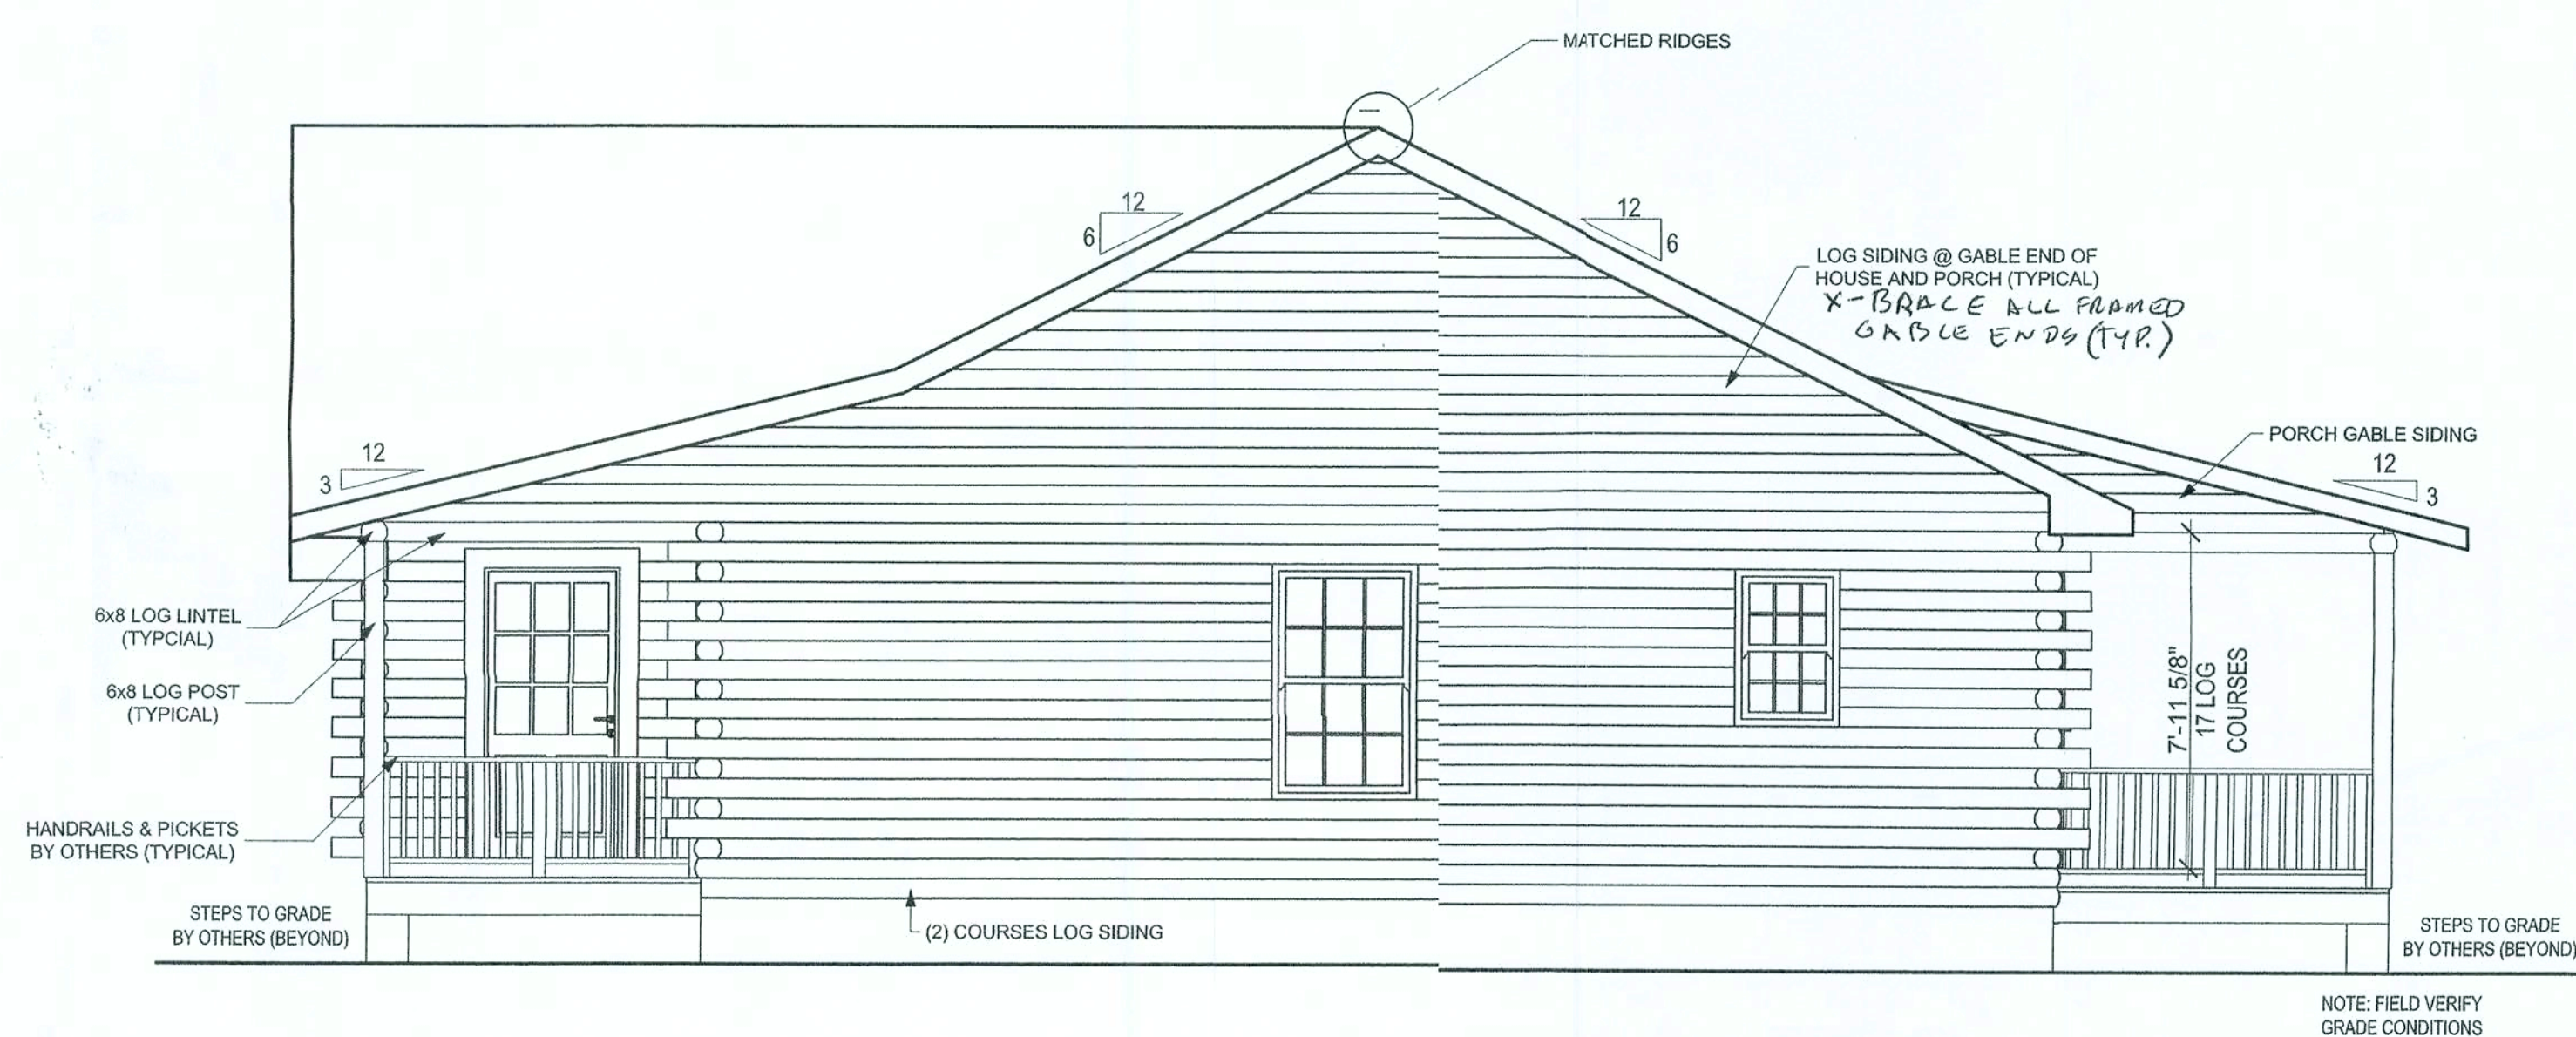 MATCHED RIDGES
12
6
12
6
LOG SIDING @ GABLE END OF
HOUSE AND PORCH (TYPICAL)
X-BRACE ALL FRAMED
GABLE ENDS (TYP.)
PORCH GABLE SIDING
12
3
12
3
6x8 LOG LINTEL
(TYPCIAL)
6x8 LOG POST
(TYPICAL)
7'-11 5/8"
17 LOG
COURSES
HANDRAILS & PICKETS
BY OTHERS (TYPICAL)
STEPS TO GRADE
BY OTHERS (BEYOND)
(2) COURSES LOG SIDING
STEPS TO GRADE
BY OTHERS (BEYOND)
NOTE: FIELD VERIFY
GRADE CONDITIONS